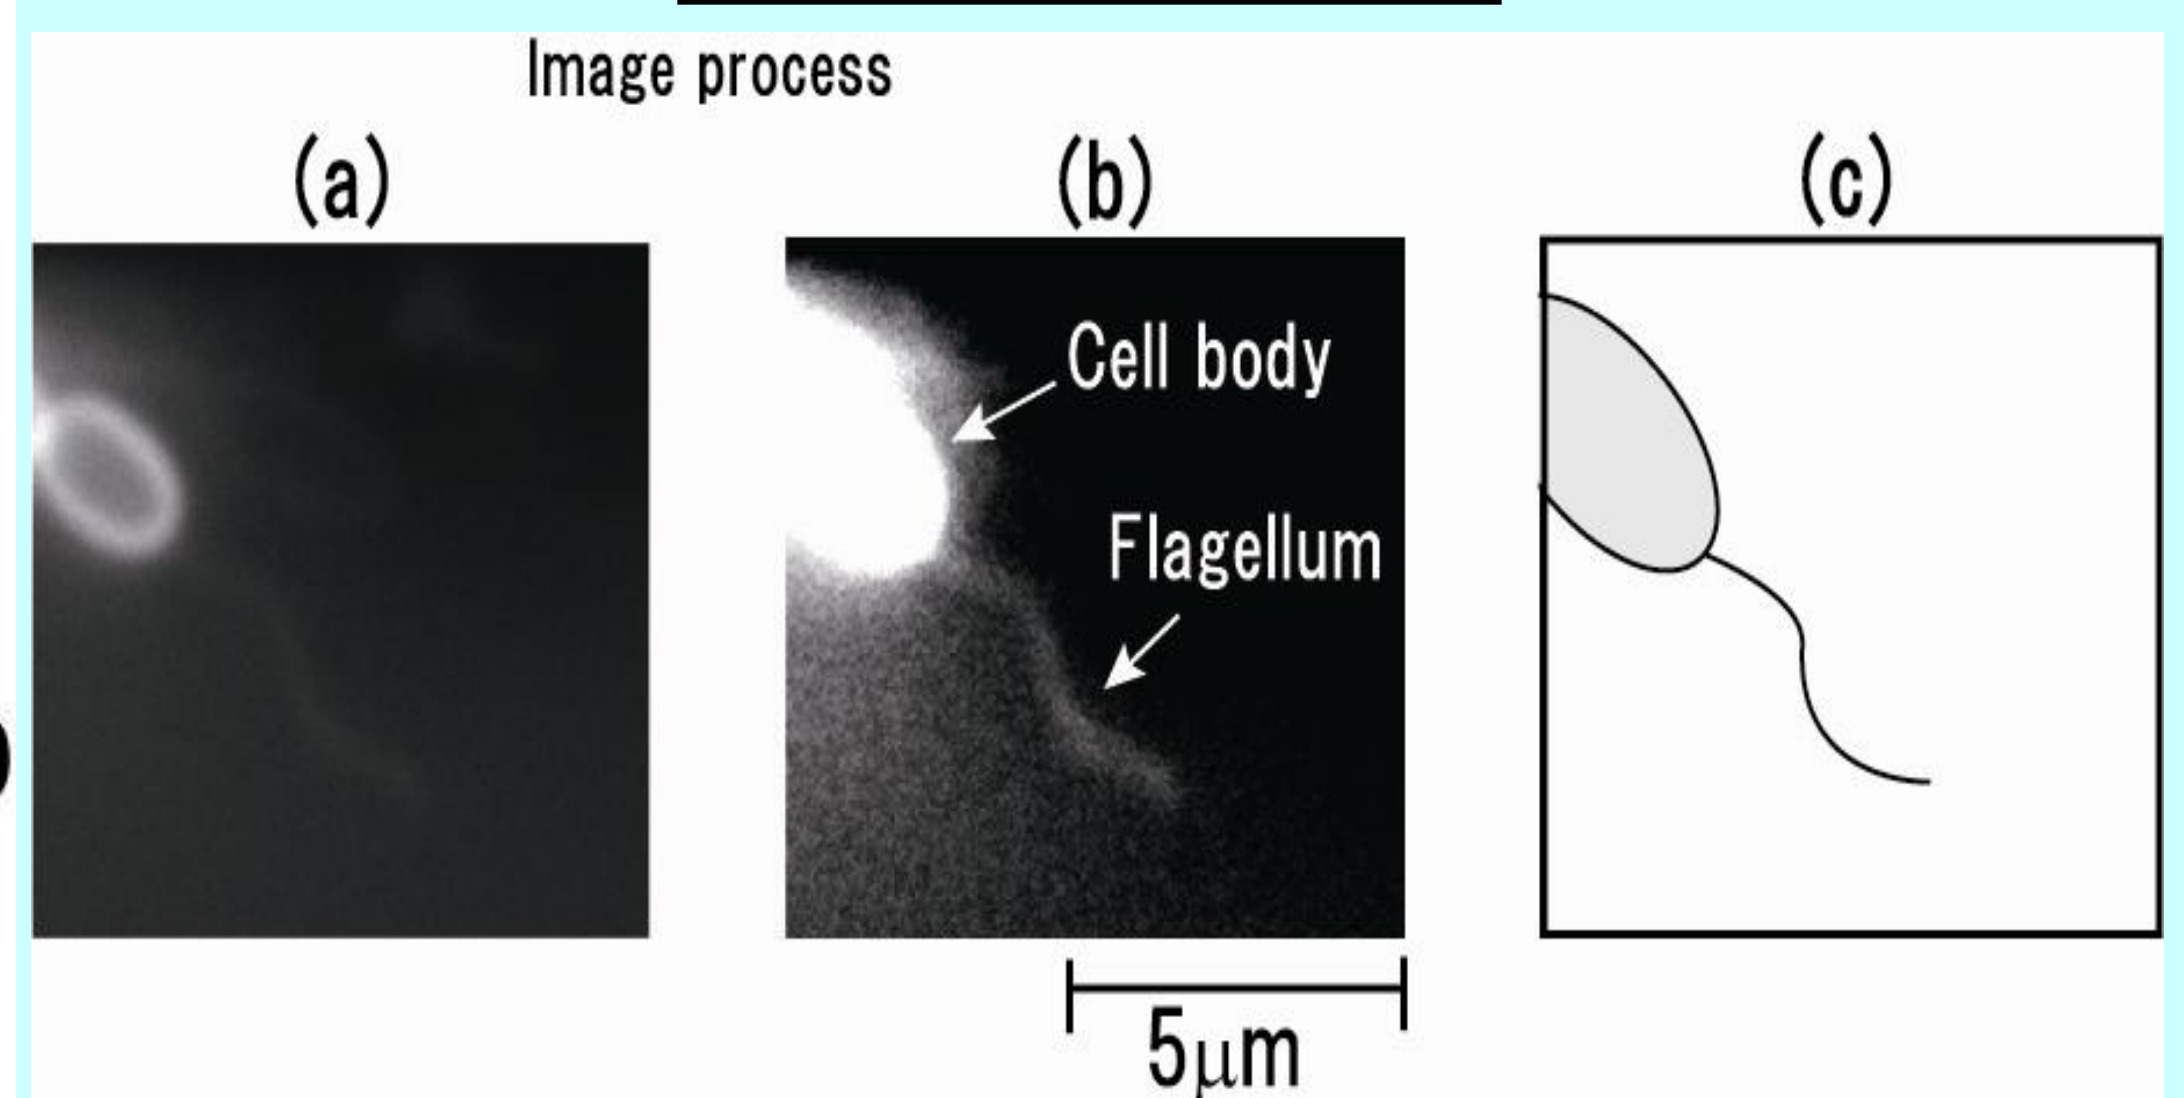 Image process
(a)
(b)
(c)
Cell body
Flagellum
5μm